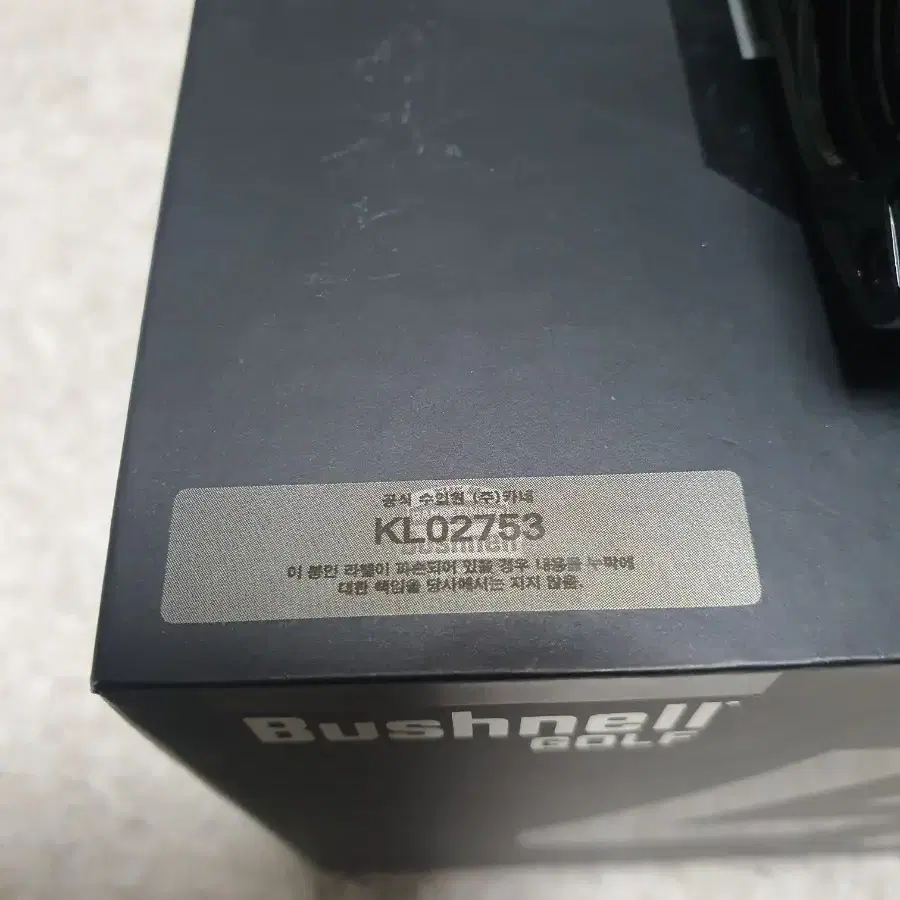 공식 수입원 (주)카네
KL02753
Bushnell
이 봉인 라벨이 파손되어 있을 경우 내용물 누락에
대한 책임을 당사에서는 지지 않음.
Bushnell
GOLF